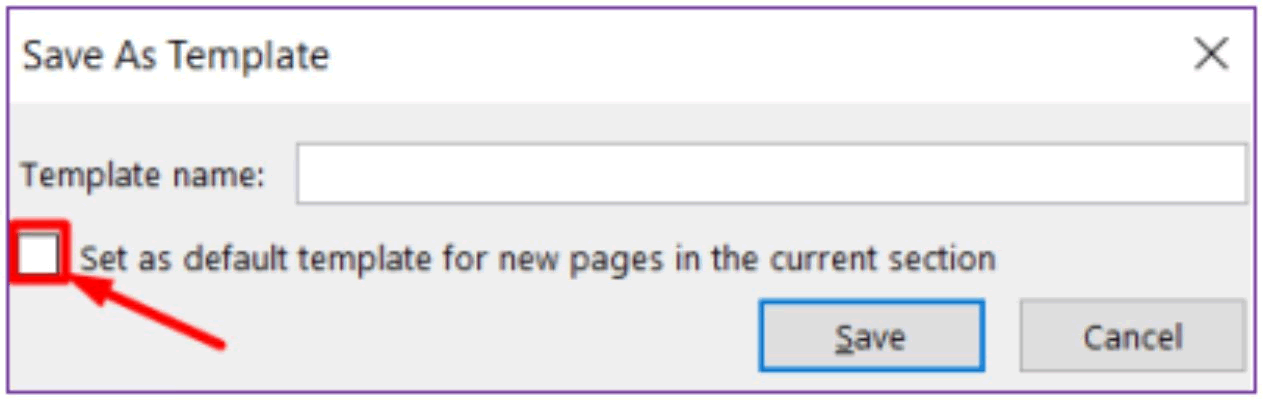 Save As Template
Template name:
Set as default template for new pages in the current section
Save
Cancel